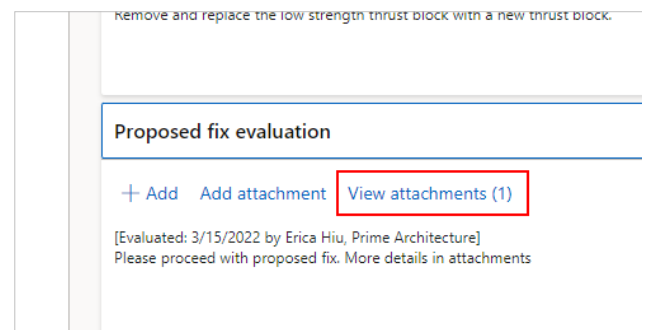 Remove and replace the low strength thrust block with a new thrust block.
Proposed fix evaluation
+ Add Add attachment View attachments (1)
[Evaluated: 3/15/2022 by Erica Hiu, Prime Architecture]
Please proceed with proposed fix. More details in attachments